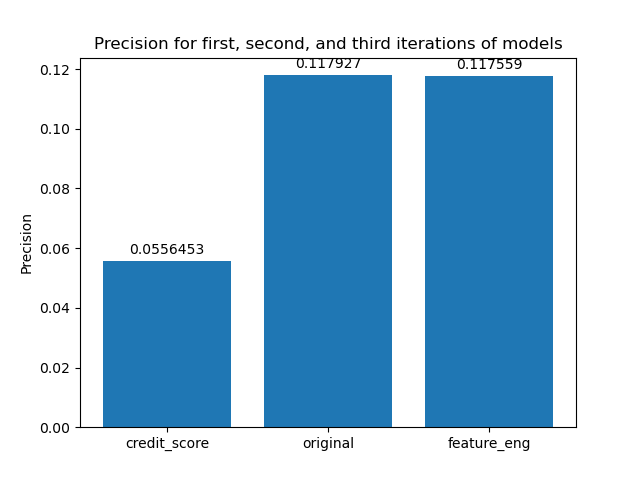 Precision for first, second, and third iterations of models
0.12
0.10
0.08
0.06
0.04
0.02
0.00
Precision
0.0556453
0.117927
0.117559
credit_score
original
feature_eng